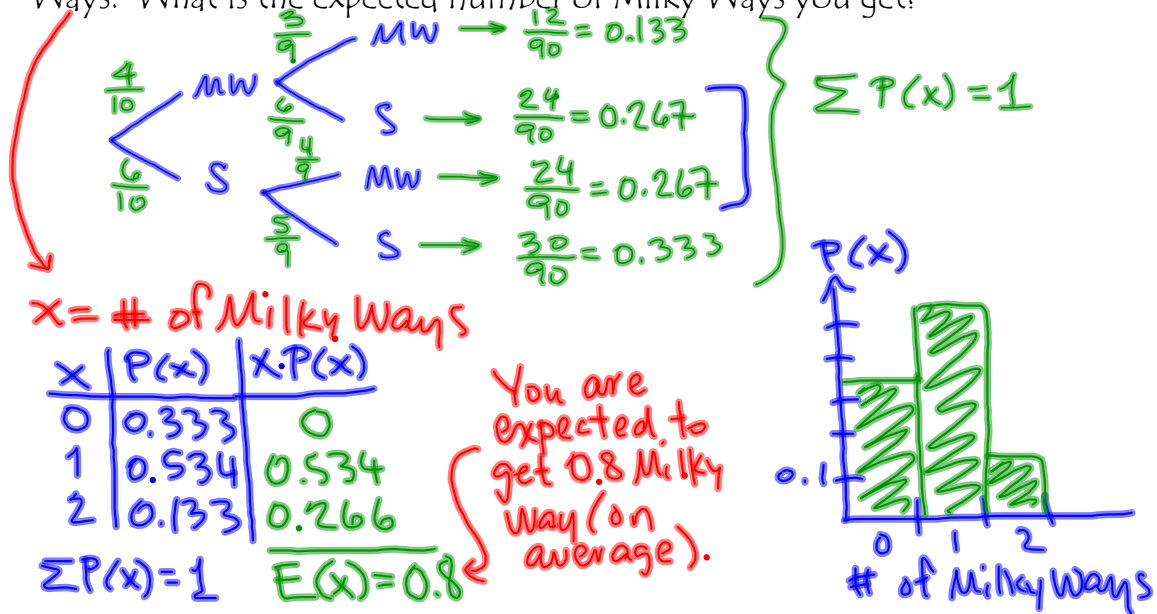 Ways. What is the expected number of Milky Ways you get?
4/10 MW 3/9 MW → 12/90 = 0.133
6/9 S → 24/90 = 0.267
∑ P(x) = 1
6/10 S 4/9 MW → 24/90 = 0.267
5/9 S → 30/90 = 0.333
x = # of Milky Ways
x P(x) x·P(x)
0 0.333 0
1 0.534 0.534
2 0.133 0.266
∑P(x) = 1 E(x) = 0.8
You are
expected to
get 0.8 Milky
Way (on
average).
P(x)
0.1
0 1 2
# of Milky Ways